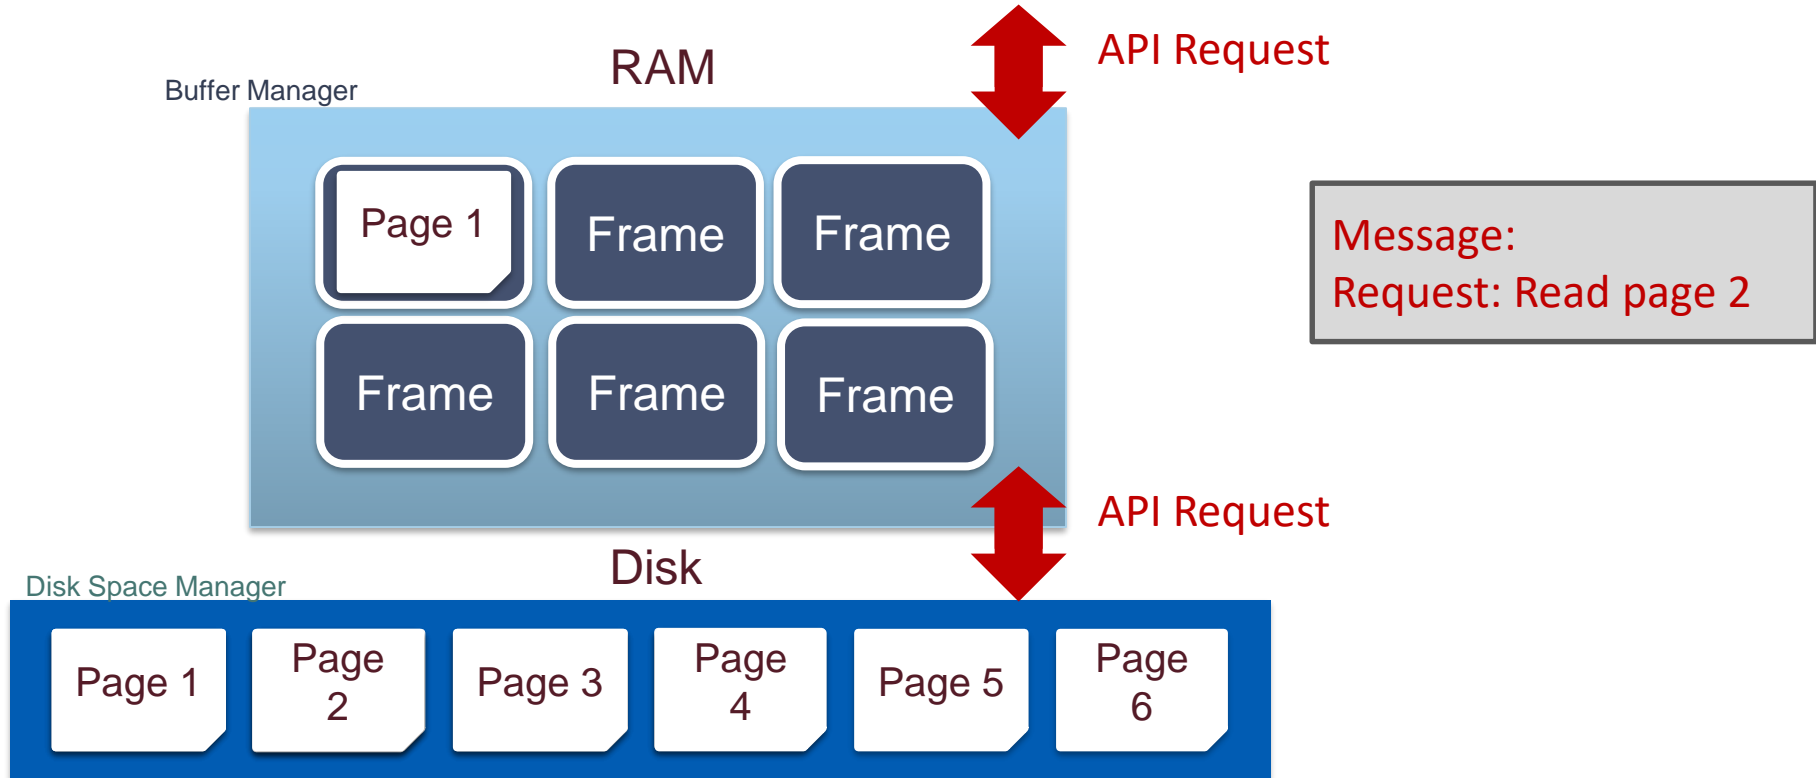 RAM
API Request
Buffer Manager
Page 1
Frame
Frame
Frame
Frame
Frame
Message:
Request: Read page 2
API Request
Disk
Disk Space Manager
Page 1
Page
2
Page 3
Page
4
Page 5
Page
6